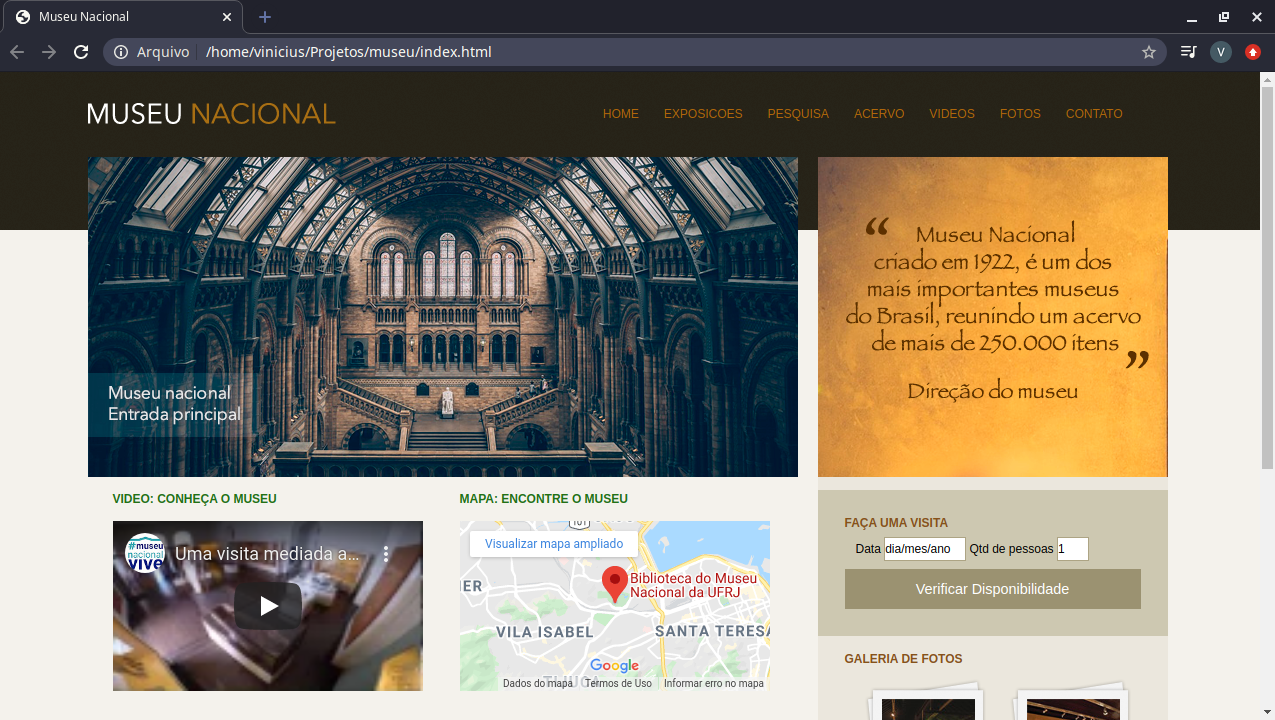 Museu Nacional
Arquivo /home/vinicius/Projetos/museu/index.html
V
MUSEU NACIONAL
HOME EXPOSICOES PESQUISA ACERVO VIDEOS FOTOS CONTATO
Museu nacional
Entrada principal
“ Museu Nacional
criado em 1922, é um dos
mais importantes museus
do Brasil, reunindo um acervo
de mais de 250.000 itens ”
Direção do museu
VIDEO: CONHEÇA O MUSEU
#museu
nacional
vive
Uma visita mediada a...
MAPA: ENCONTRE O MUSEU
101
Visualizar mapa ampliado
IER
Biblioteca do Museu
Nacional da UFRJ
VILA ISABEL
SANTA TERESA
Google
TIJUCA
Dados do mapa Termos de Uso Informar erro no mapa
FAÇA UMA VISITA
Data dia/mes/ano Qtd de pessoas 1
Verificar Disponibilidade
GALERIA DE FOTOS